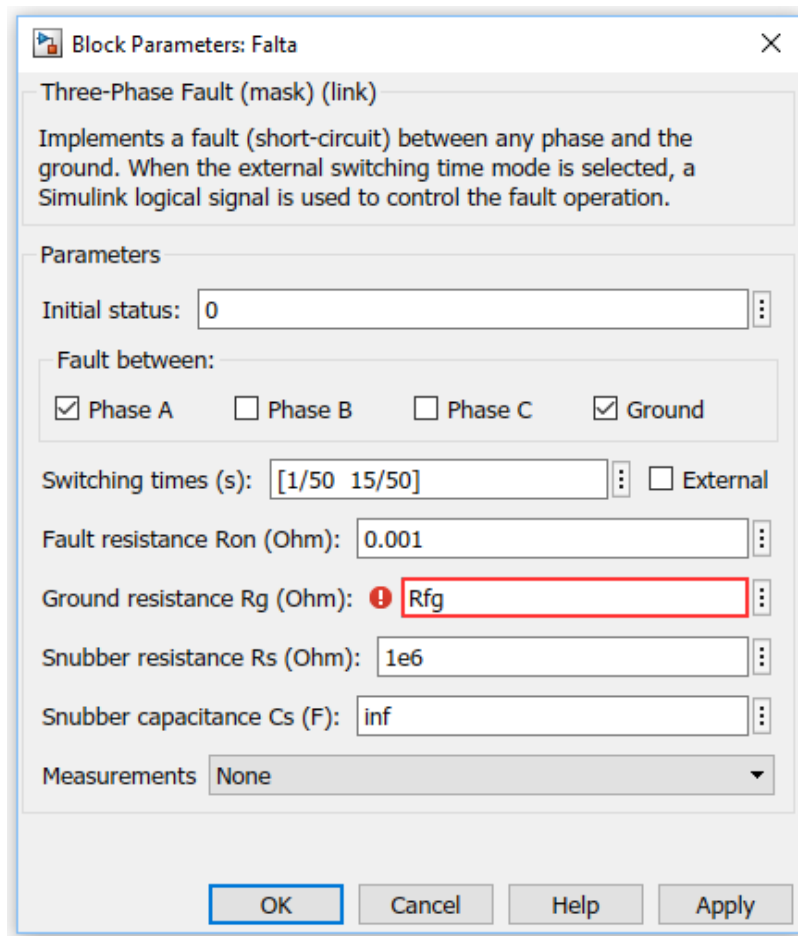 Block Parameters: Falta
Three-Phase Fault (mask) (link)
Implements a fault (short-circuit) between any phase and the
ground. When the external switching time mode is selected, a
Simulink logical signal is used to control the fault operation.
Parameters
Initial status: 0
Fault between:
Phase A Phase B Phase C Ground
Switching times (s): [1/50 15/50] External
Fault resistance Ron (Ohm): 0.001
Ground resistance Rg (Ohm): Rfg
Snubber resistance Rs (Ohm): 1e6
Snubber capacitance Cs (F): inf
Measurements None
OK Cancel Help Apply